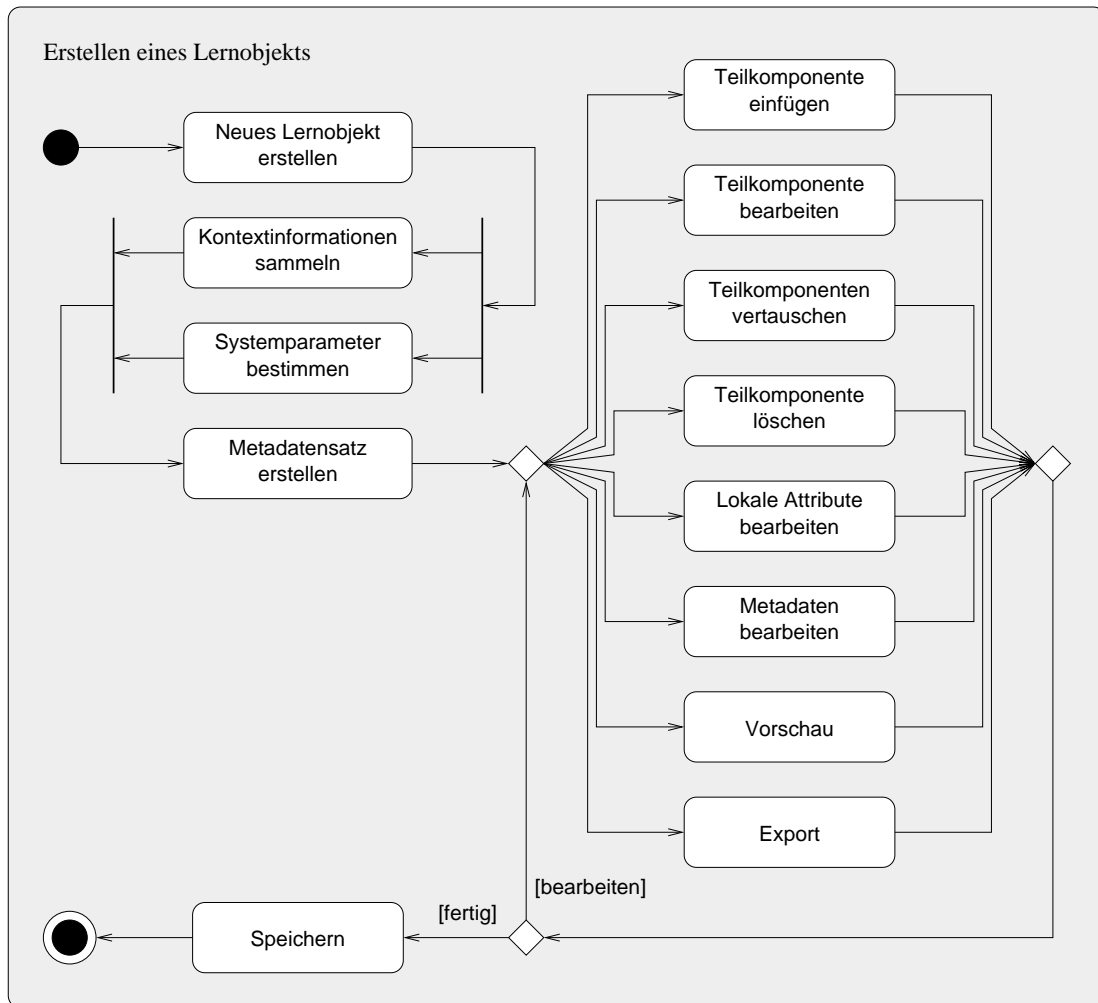 Erstellen eines Lernobjekts
Neues Lernobjekt
erstellen
Kontextinformationen
sammeln
Systemparameter
bestimmen
Metadatensatz
erstellen
Teilkomponente
einfügen
Teilkomponente
bearbeiten
Teilkomponenten
vertauschen
Teilkomponente
löschen
Lokale Attribute
bearbeiten
Metadaten
bearbeiten
Vorschau
Export
[bearbeiten]
[fertig]
Speichern